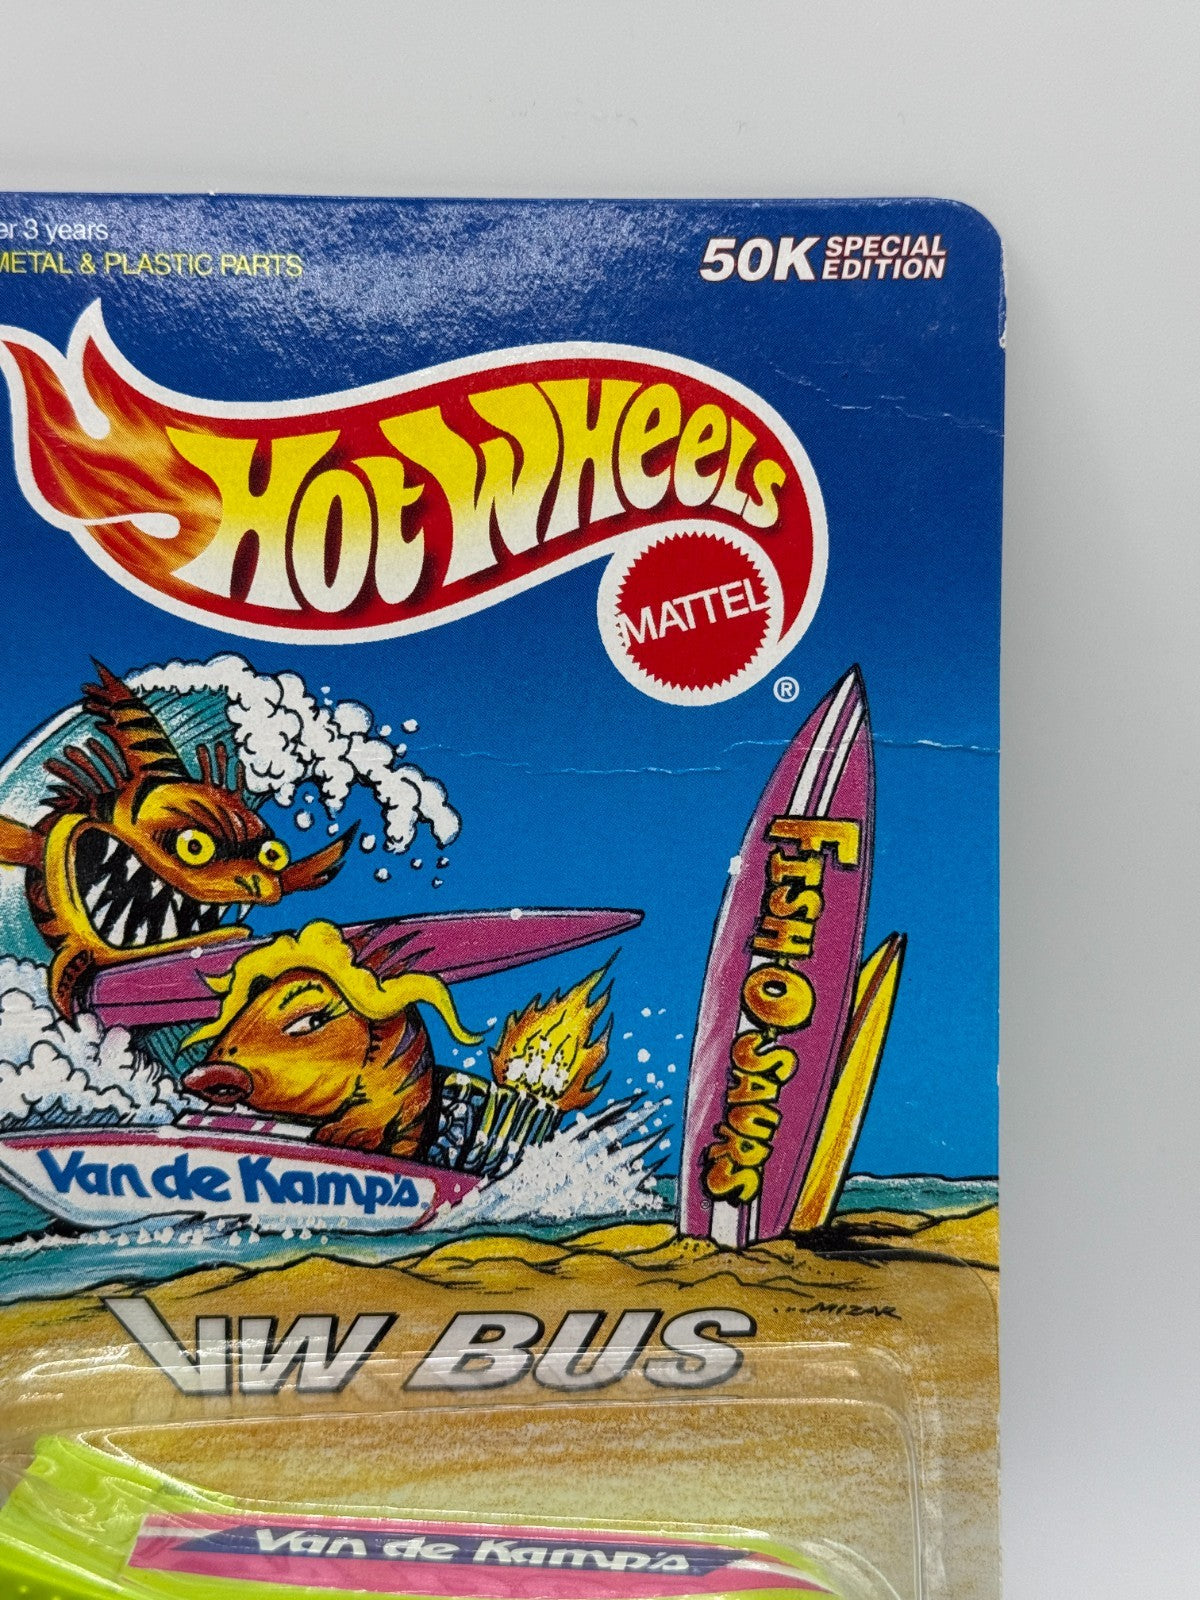 er 3 years
METAL & PLASTIC PARTS
50K SPECIAL
EDITION
HOT WHEELS
MATTEL
®
FISH-O-SAURS
Van de Kamp's
...MIZAR
VW BUS
Van de Kamp's